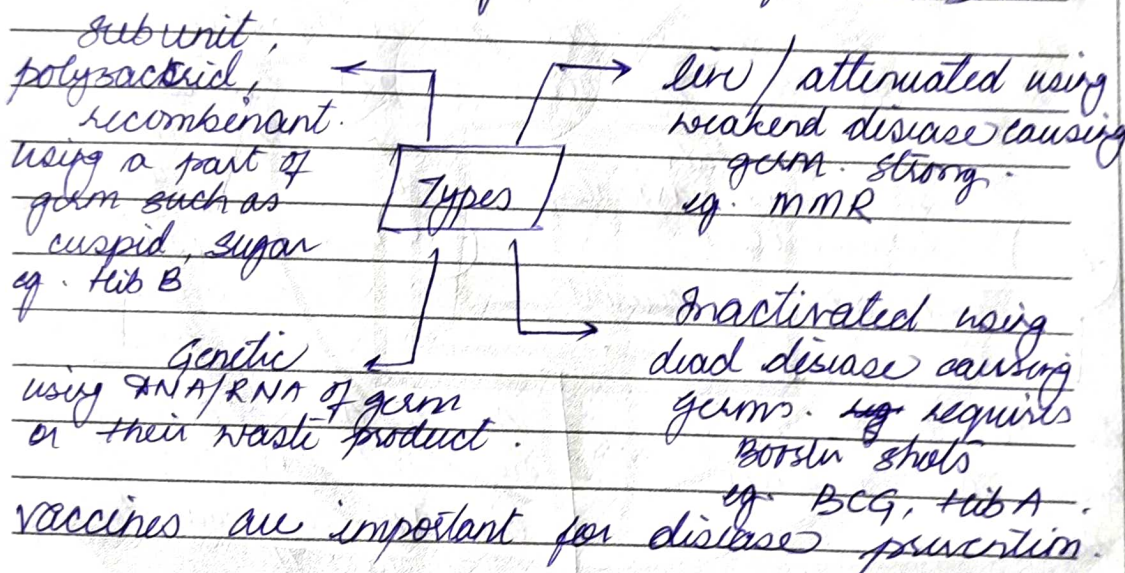 subunit,
polysactrid,
recombinant.
using a part of
germ such as
cuspid, sugar
eg. Hib B
Types
live / attenuated using
weakend disease causing
germ. strong.
eg. MMR
Genetic
using DNA/RNA of germ
or their waste product.
Inactivated using
dead disease causing
germs. requires
Booster shots
eg. BCG, Hib A.
vaccines are important for disease prevention.